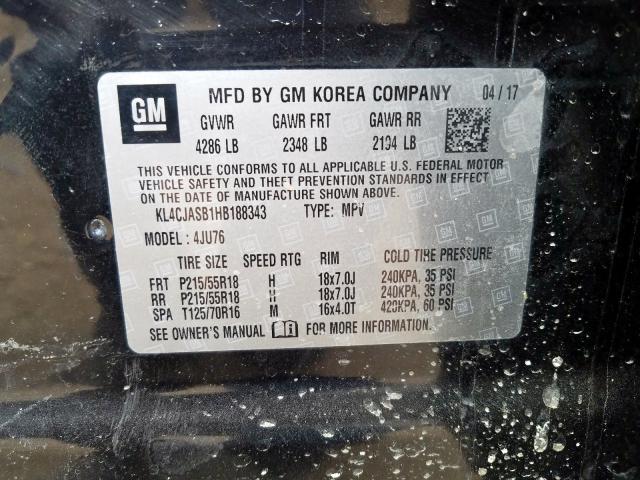 GM MFD BY GM KOREA COMPANY 04/17
GVWR GAWR FRT GAWR RR
4286 LB 2348 LB 2194 LB
THIS VEHICLE CONFORMS TO ALL APPLICABLE U.S. FEDERAL MOTOR
VEHICLE SAFETY AND THEFT PREVENTION STANDARDS IN EFFECT
ON THE DATE OF MANUFACTURE SHOWN ABOVE.
KL4CJASB1HB188343 TYPE: MPV
MODEL: 4JU76
TIRE SIZE SPEED RTG RIM COLD TIRE PRESSURE
FRT P215/55R18 H 18x7.0J 240KPA, 35 PSI
RR P215/55R18 H 18x7.0J 240KPA, 35 PSI
SPA T125/70R16 M 16x4.0T 420KPA, 60 PSI
SEE OWNER'S MANUAL FOR MORE INFORMATION.